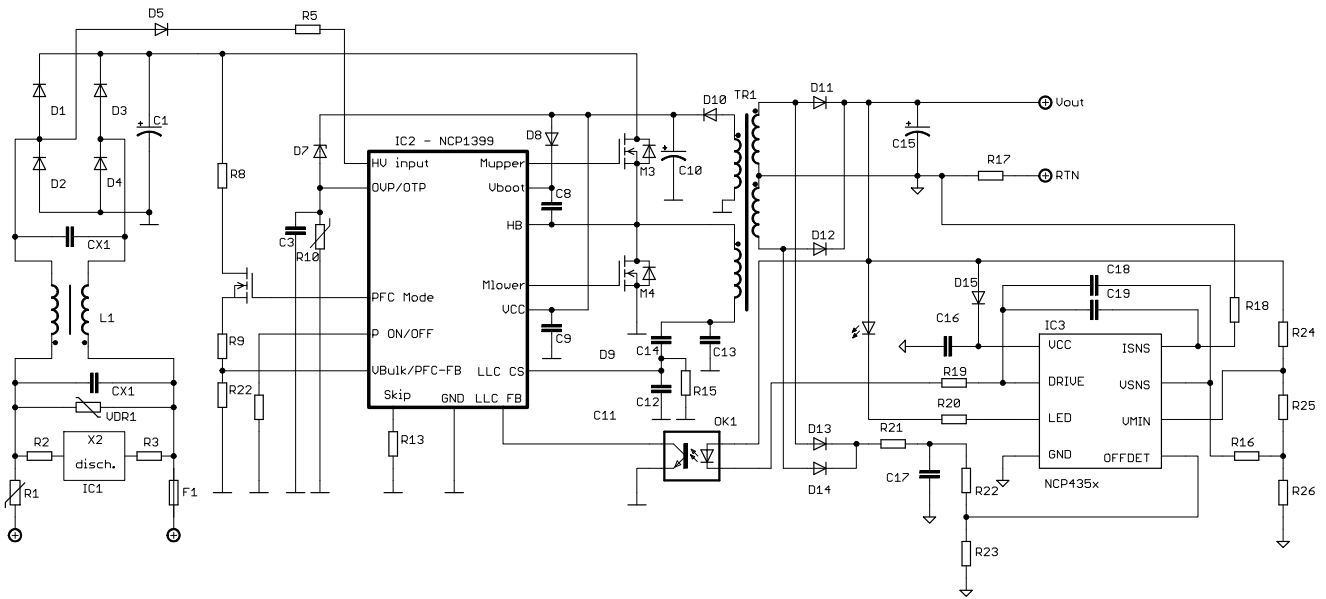 D5
R5
D1
D3
C1
D2
D4
CX1
L1
CX1
VDR1
R2
X2
disch.
R3
IC1
R1
F1
R8
R9
R22
D7
C3
R10
IC2 - NCP1399
HV input
OVP/OTP
PFC Mode
P ON/OFF
VBulk/PFC-FB
Skip
GND
LLC FB
Mupper
Vboot
HB
Mlower
VCC
LLC CS
R13
D8
C8
C9
M3
M4
C10
D10
TR1
D9
C14
C13
C12
R15
C11
OK1
D11
D12
C15
Vout
R17
RTN
D15
C16
C18
C19
R18
IC3
VCC
DRIVE
LED
GND
ISNS
VSNS
VMIN
OFFDET
NCP435x
R19
R20
D13
D14
R21
C17
R22
R23
R16
R24
R25
R26